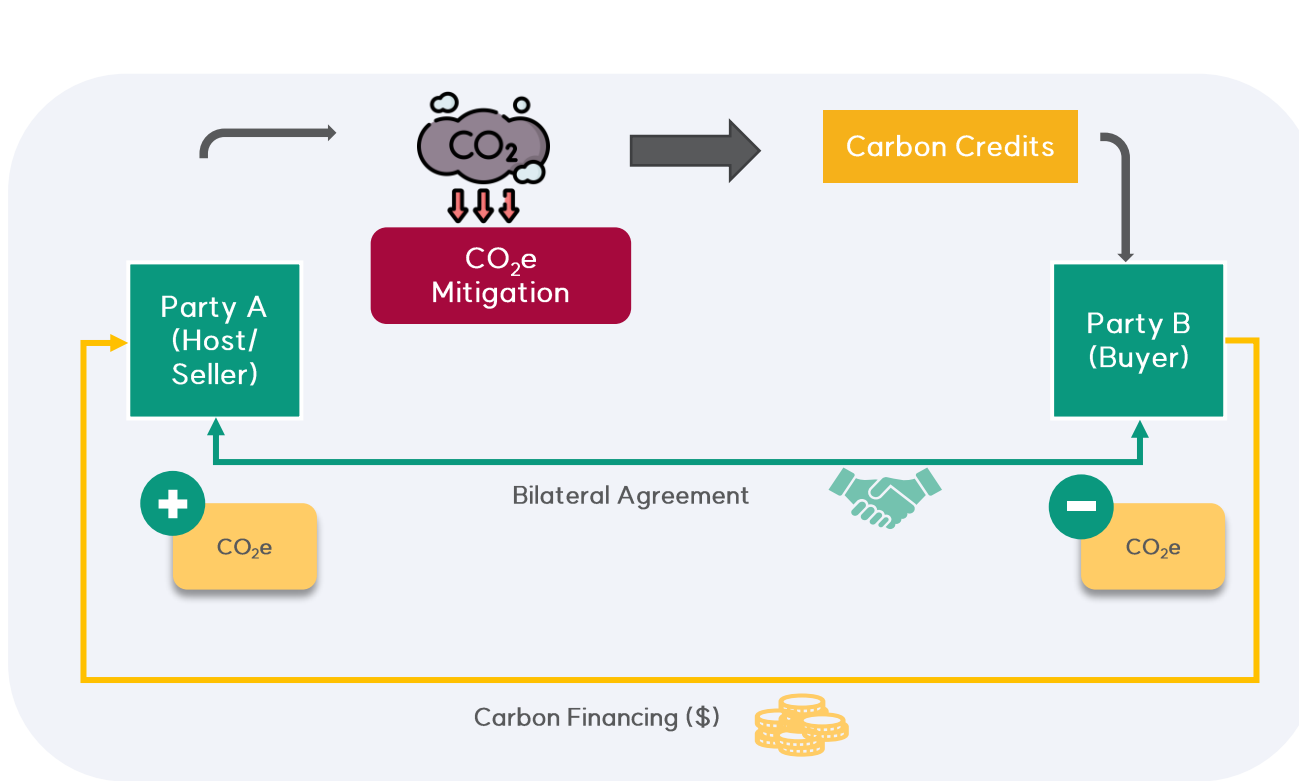 CO₂
Carbon Credits
CO₂e
Mitigation
Party A
(Host/
Seller)
Party B
(Buyer)
Bilateral Agreement
CO₂e
CO₂e
Carbon Financing ($)